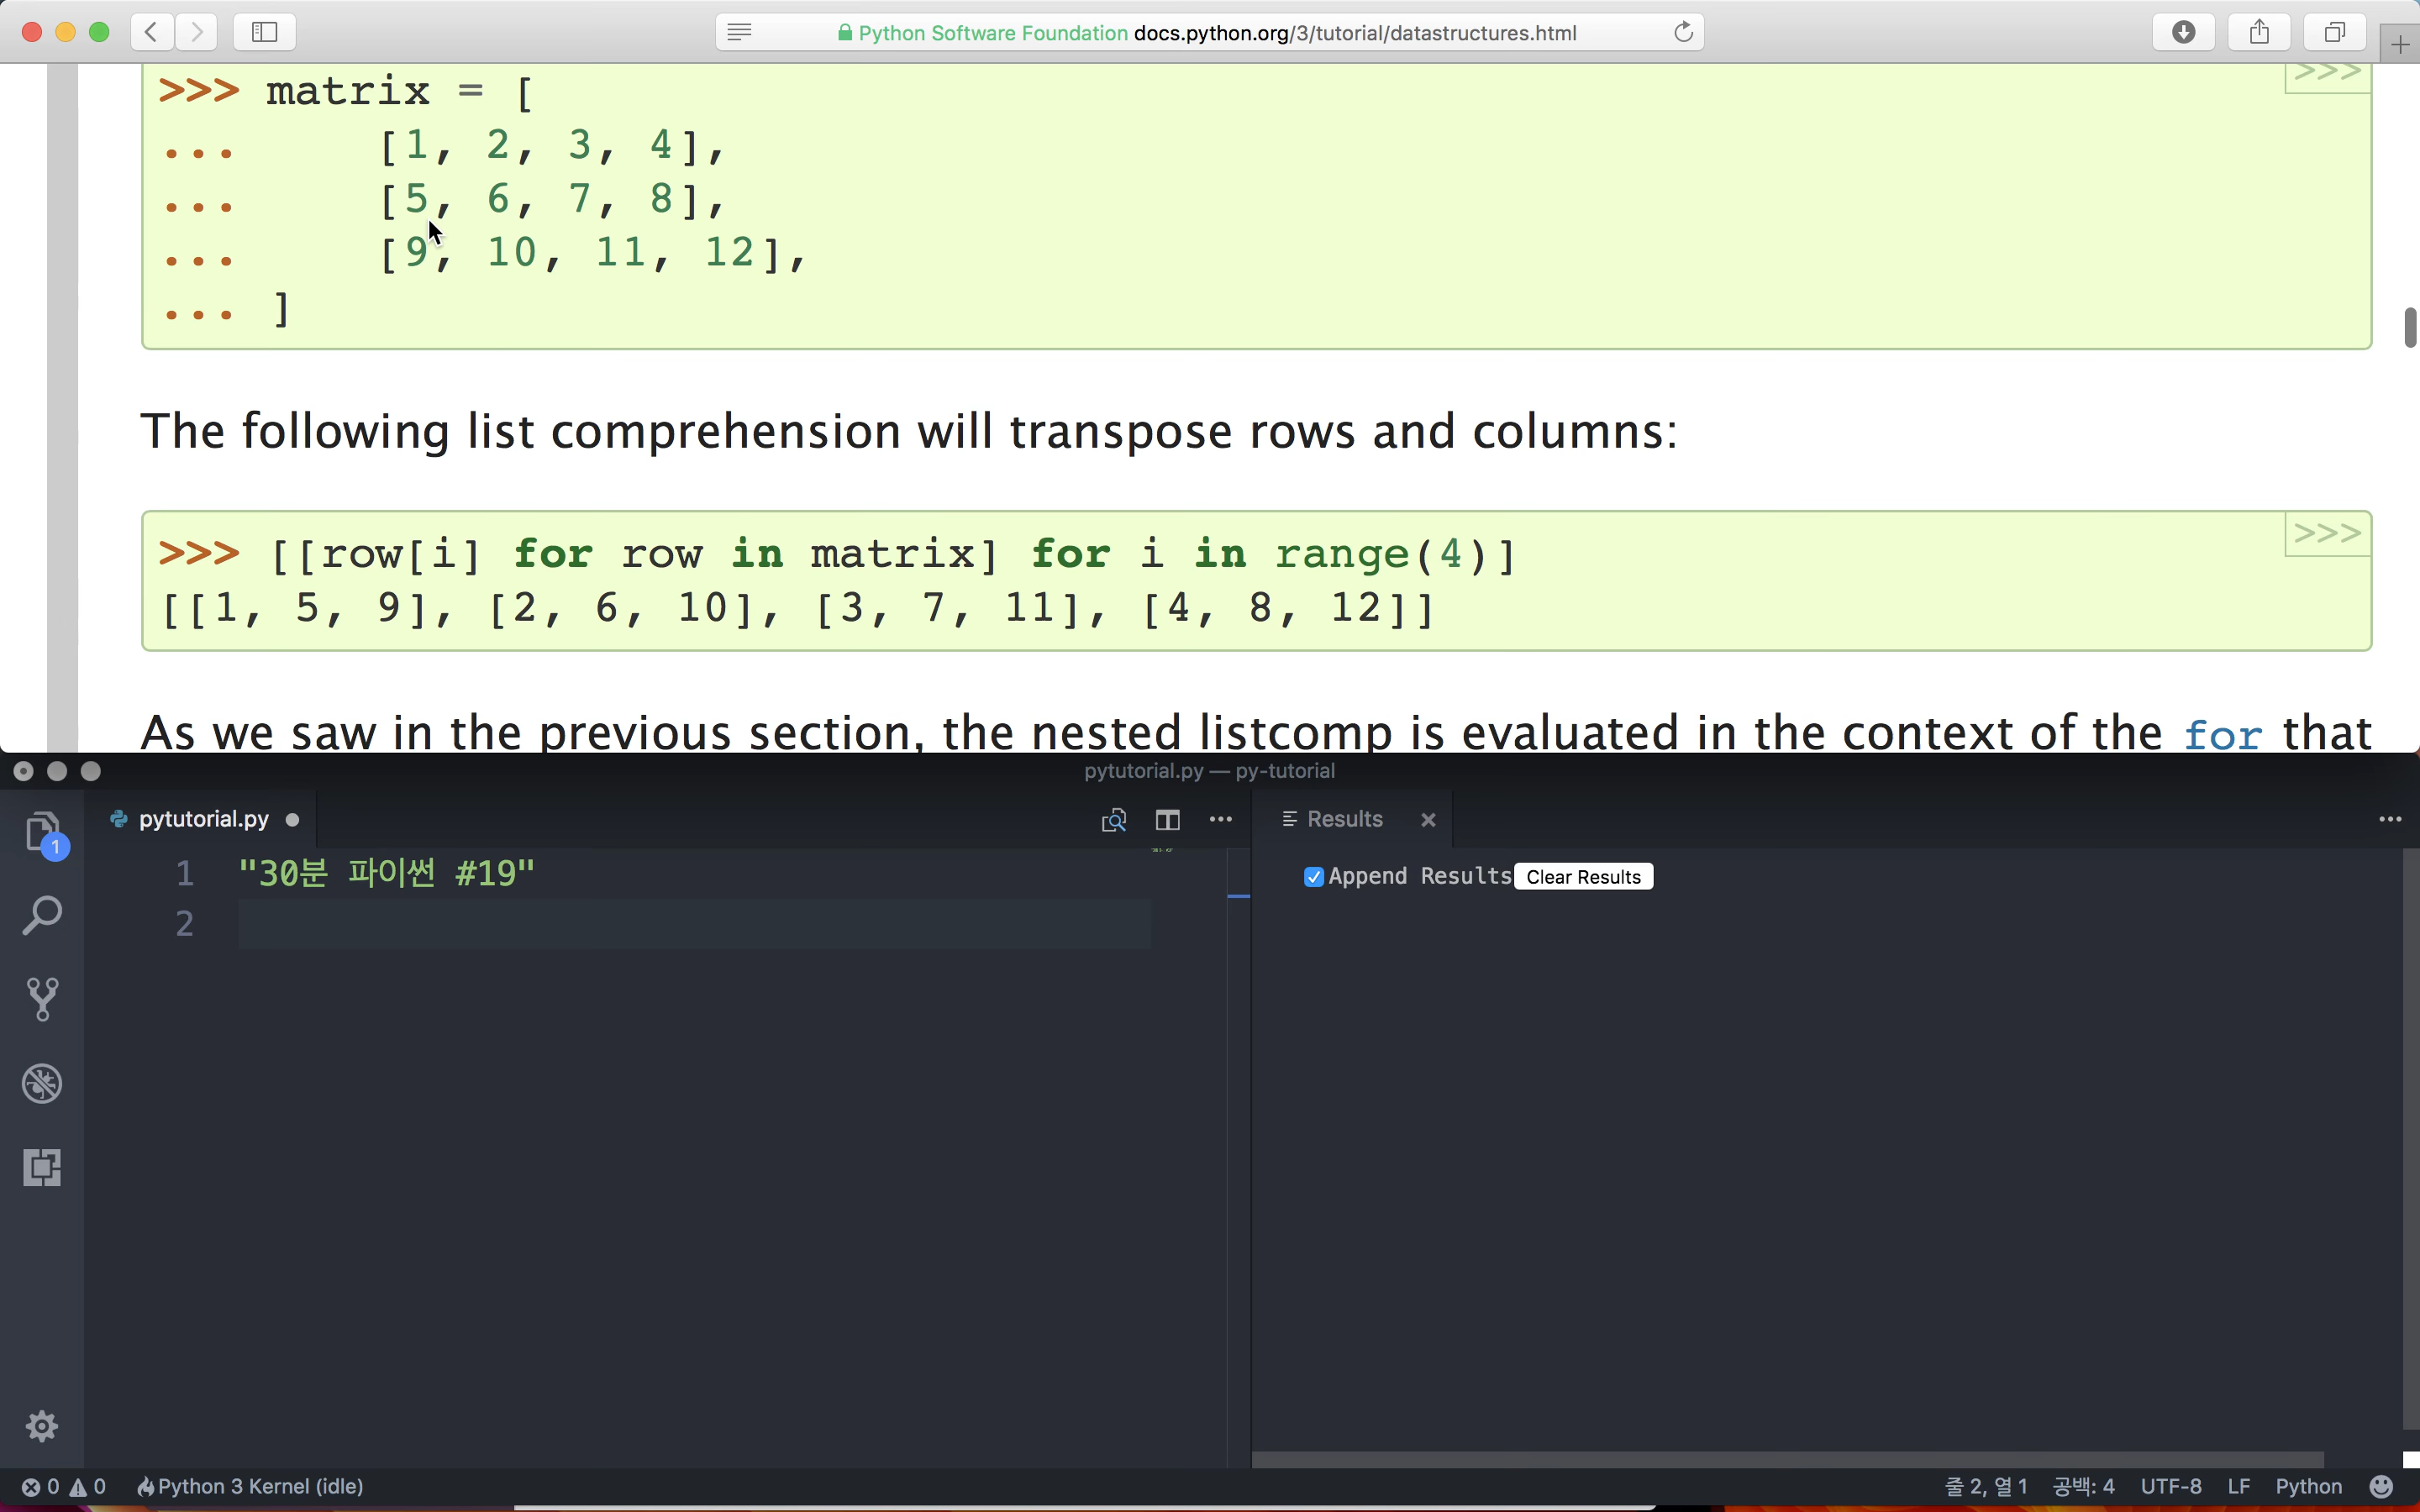 Python Software Foundation docs.python.org/3/tutorial/datastructures.html
>>> matrix = [
>>>
...     [1, 2, 3, 4],
...     [5, 6, 7, 8],
...     [9, 10, 11, 12],
... ]
The following list comprehension will transpose rows and columns:
>>> [[row[i] for row in matrix] for i in range(4)]
>>>
[[1, 5, 9], [2, 6, 10], [3, 7, 11], [4, 8, 12]]
As we saw in the previous section, the nested listcomp is evaluated in the context of the for that
pytutorial.py — py-tutorial
pytutorial.py
Results
1
1 "30분 파이썬 #19"
2
Append Results Clear Results
0 0 Python 3 Kernel (idle) 줄 2, 열 1 공백: 4 UTF-8 LF Python